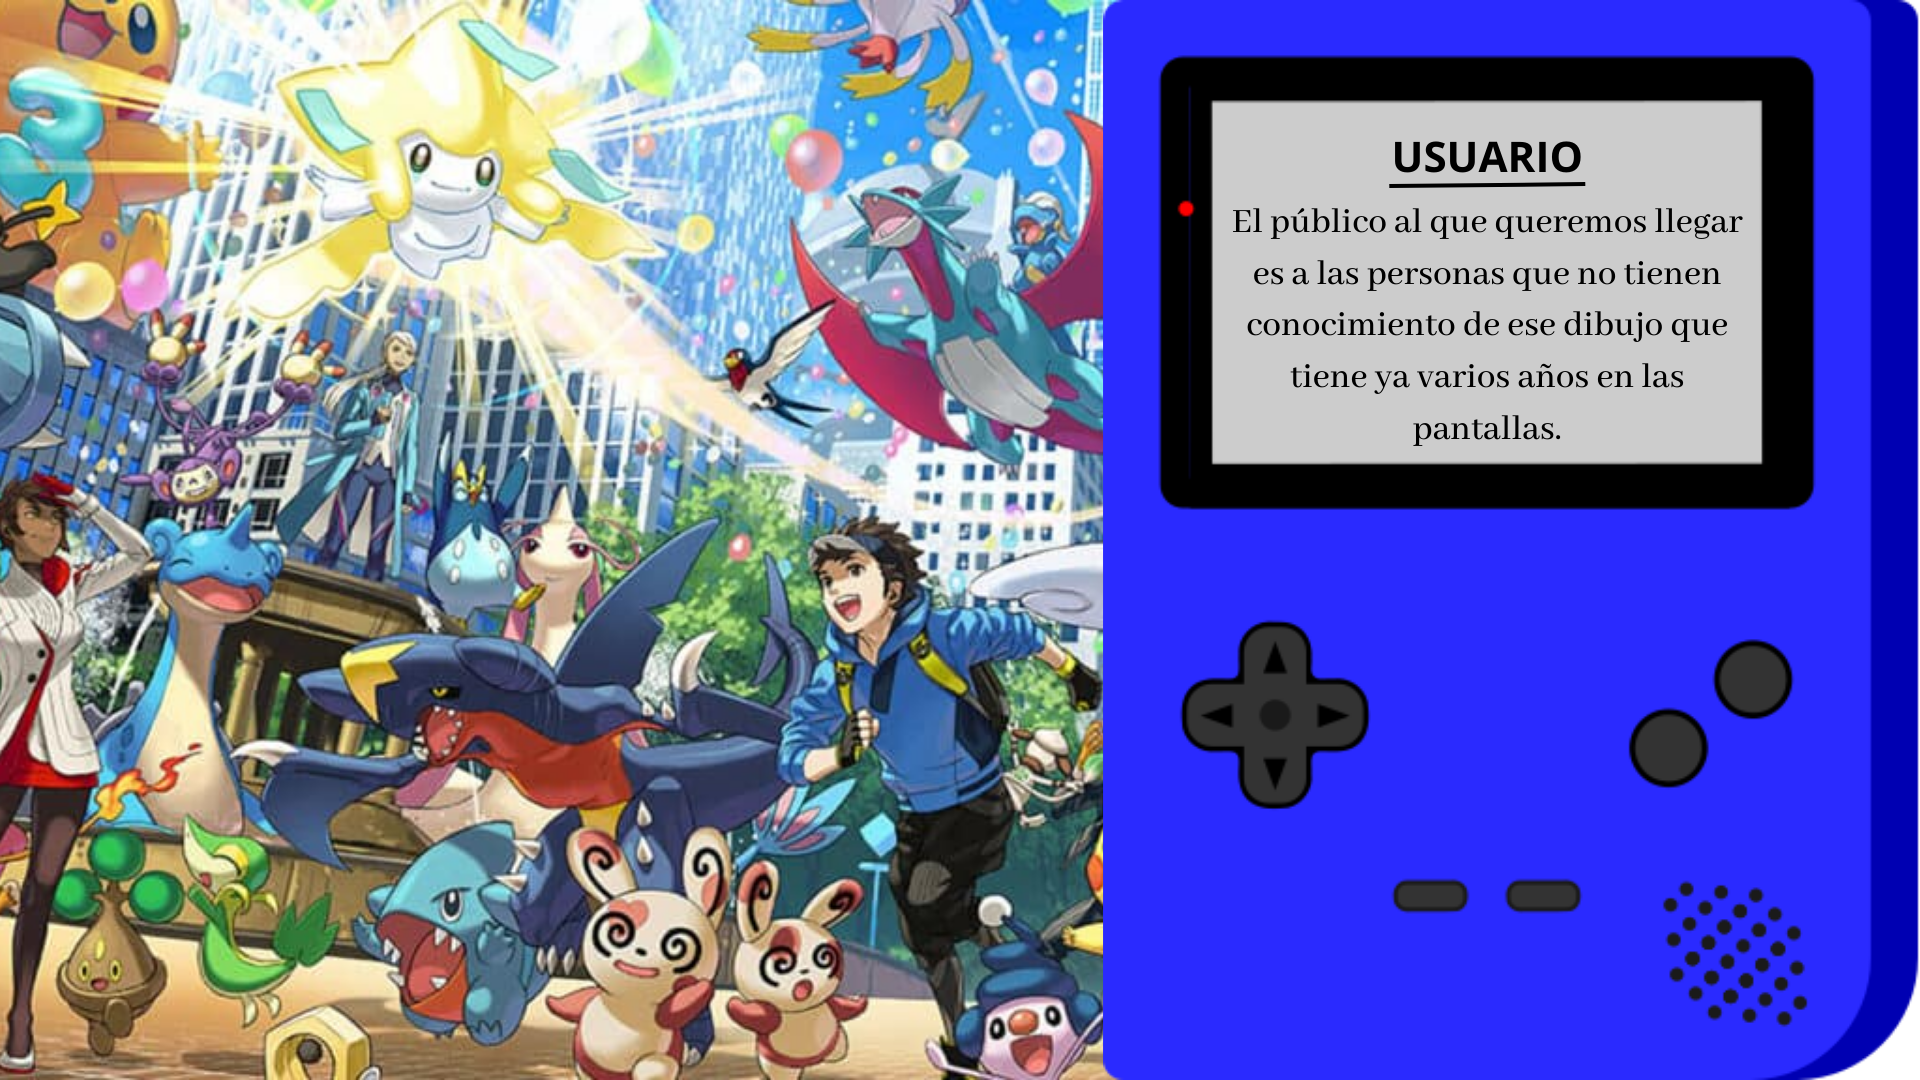 USUARIO
El público al que queremos llegar
es a las personas que no tienen
conocimiento de ese dibujo que
tiene ya varios años en las
pantallas.
3